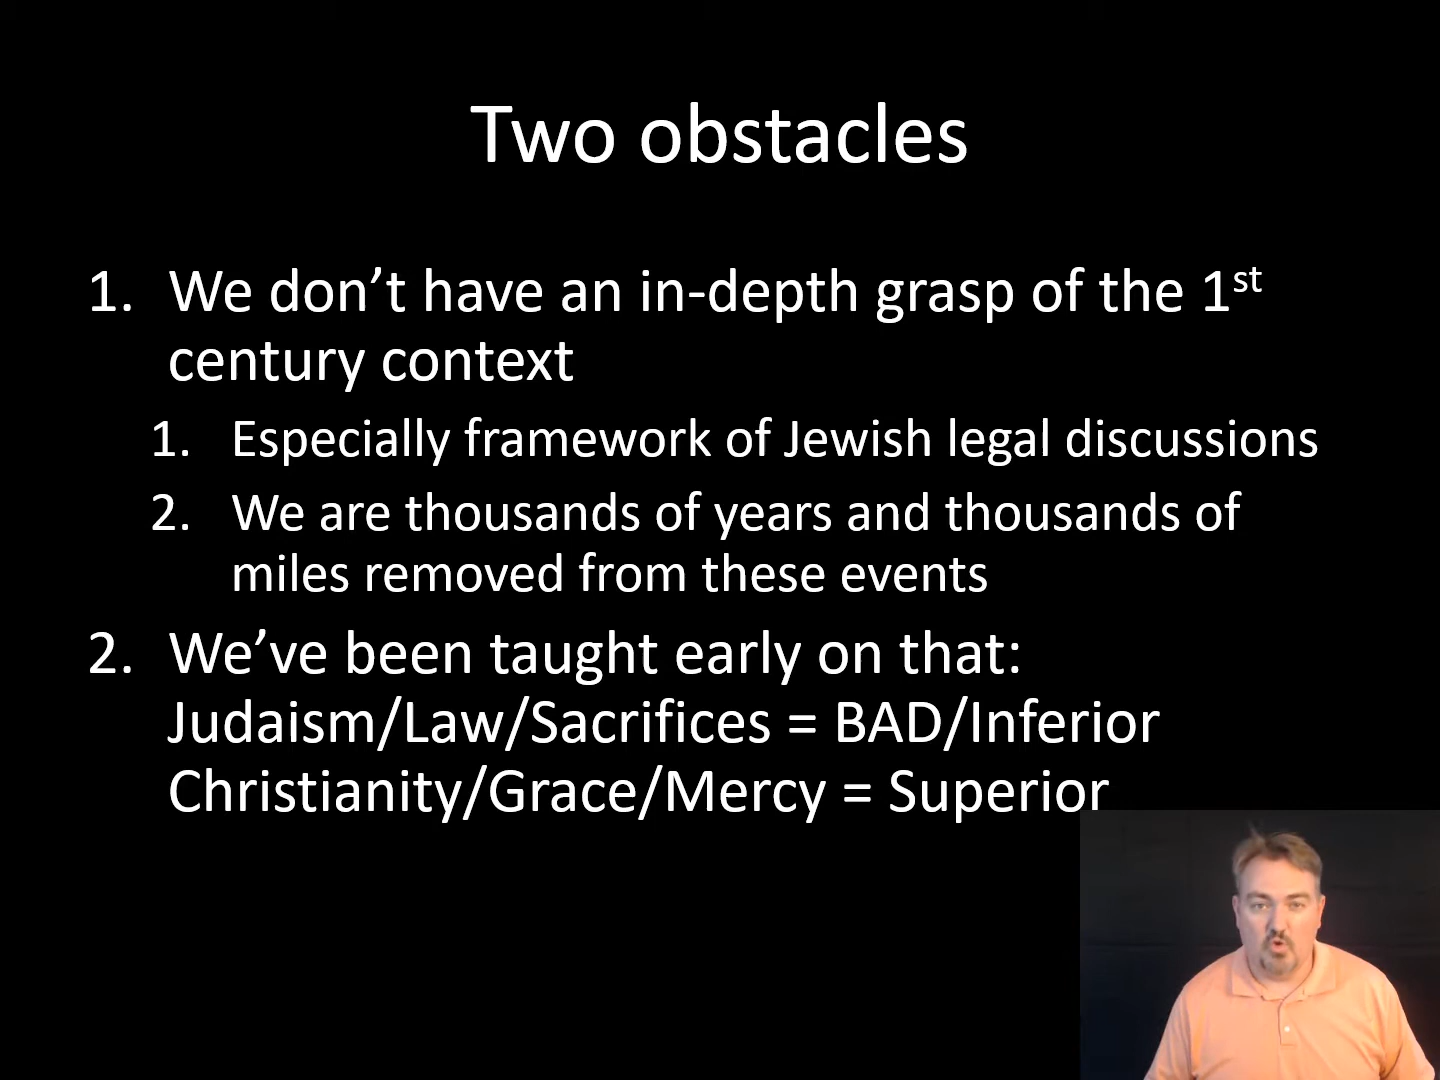 Two obstacles
1. We don’t have an in-depth grasp of the 1st
century context
1. Especially framework of Jewish legal discussions
2. We are thousands of years and thousands of
miles removed from these events
2. We’ve been taught early on that:
Judaism/Law/Sacrifices = BAD/Inferior
Christianity/Grace/Mercy = Superior